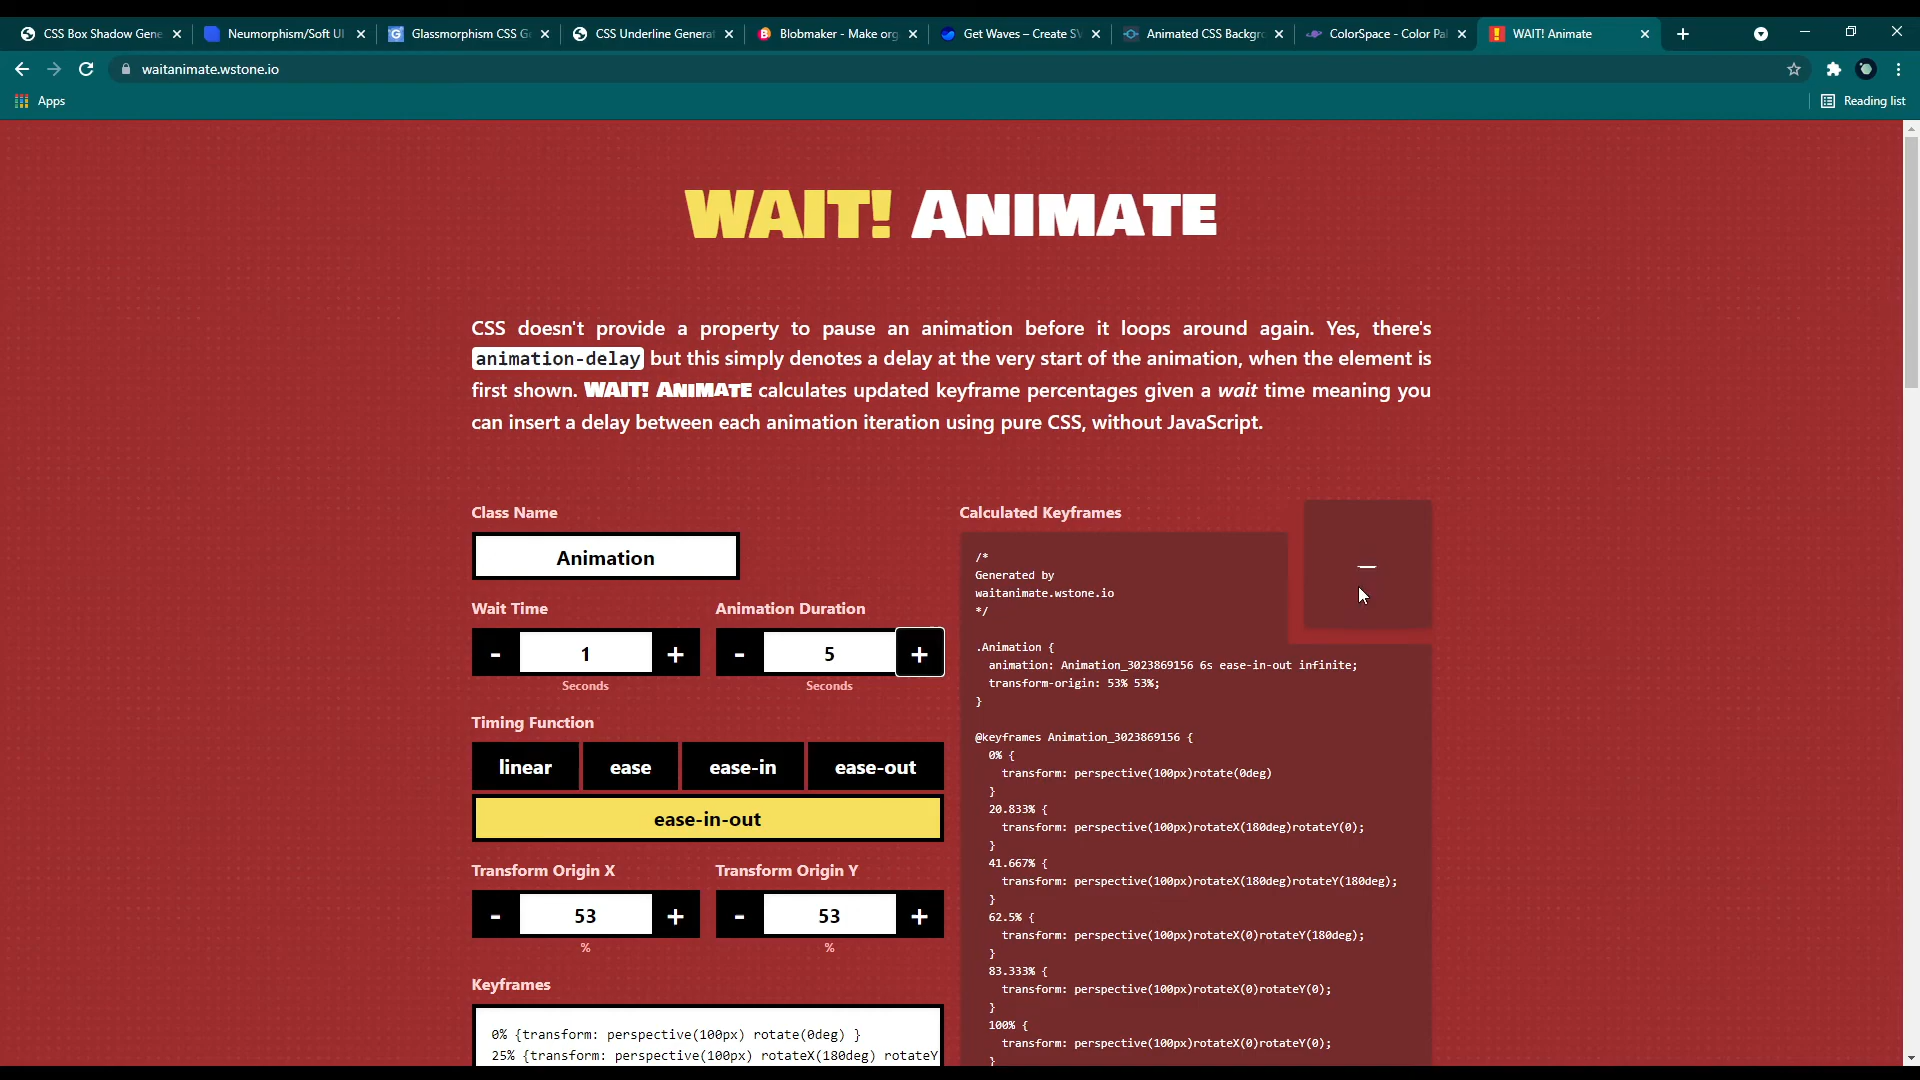 CSS Box Shadow Gene
Neumorphism/Soft UI
Glassmorphism CSS G
CSS Underline Generat
Blobmaker - Make org
Get Waves – Create SV
Animated CSS Backgr
ColorSpace - Color Pal
WAIT! Animate
waitanimate.wstone.io
Apps
Reading list
WAIT! ANIMATE
CSS doesn't provide a property to pause an animation before it loops around again. Yes, there's
animation-delay but this simply denotes a delay at the very start of the animation, when the element is
first shown. WAIT! ANIMATE calculates updated keyframe percentages given a wait time meaning you
can insert a delay between each animation iteration using pure CSS, without JavaScript.
Class Name
Animation
Wait Time
Animation Duration
- 1 +
- 5 +
Seconds
Seconds
Timing Function
linear
ease
ease-in
ease-out
ease-in-out
Transform Origin X
Transform Origin Y
- 53 +
- 53 +
%
%
Keyframes
0% {transform: perspective(100px) rotate(0deg) }
25% {transform: perspective(100px) rotateX(180deg) rotateY
Calculated Keyframes
/*
Generated by
waitanimate.wstone.io
*/
.Animation {
animation: Animation_3023869156 6s ease-in-out infinite;
transform-origin: 53% 53%;
}
@keyframes Animation_3023869156 {
0% {
transform: perspective(100px)rotate(0deg)
}
20.833% {
transform: perspective(100px)rotateX(180deg)rotateY(0);
}
41.667% {
transform: perspective(100px)rotateX(180deg)rotateY(180deg);
}
62.5% {
transform: perspective(100px)rotateX(0)rotateY(180deg);
}
83.333% {
transform: perspective(100px)rotateX(0)rotateY(0);
}
100% {
transform: perspective(100px)rotateX(0)rotateY(0);
}